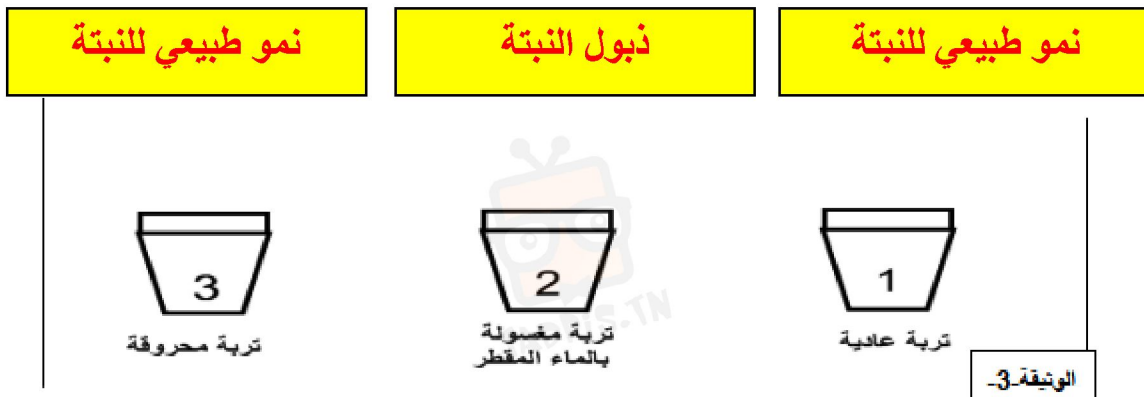 نمو طبيعي للنبتة
ذبول النبتة
نمو طبيعي للنبتة
1
تربة عادية
2
تربة مغسولة
بالماء المقطر
3
تربة محروقة
الوثيقة-3-